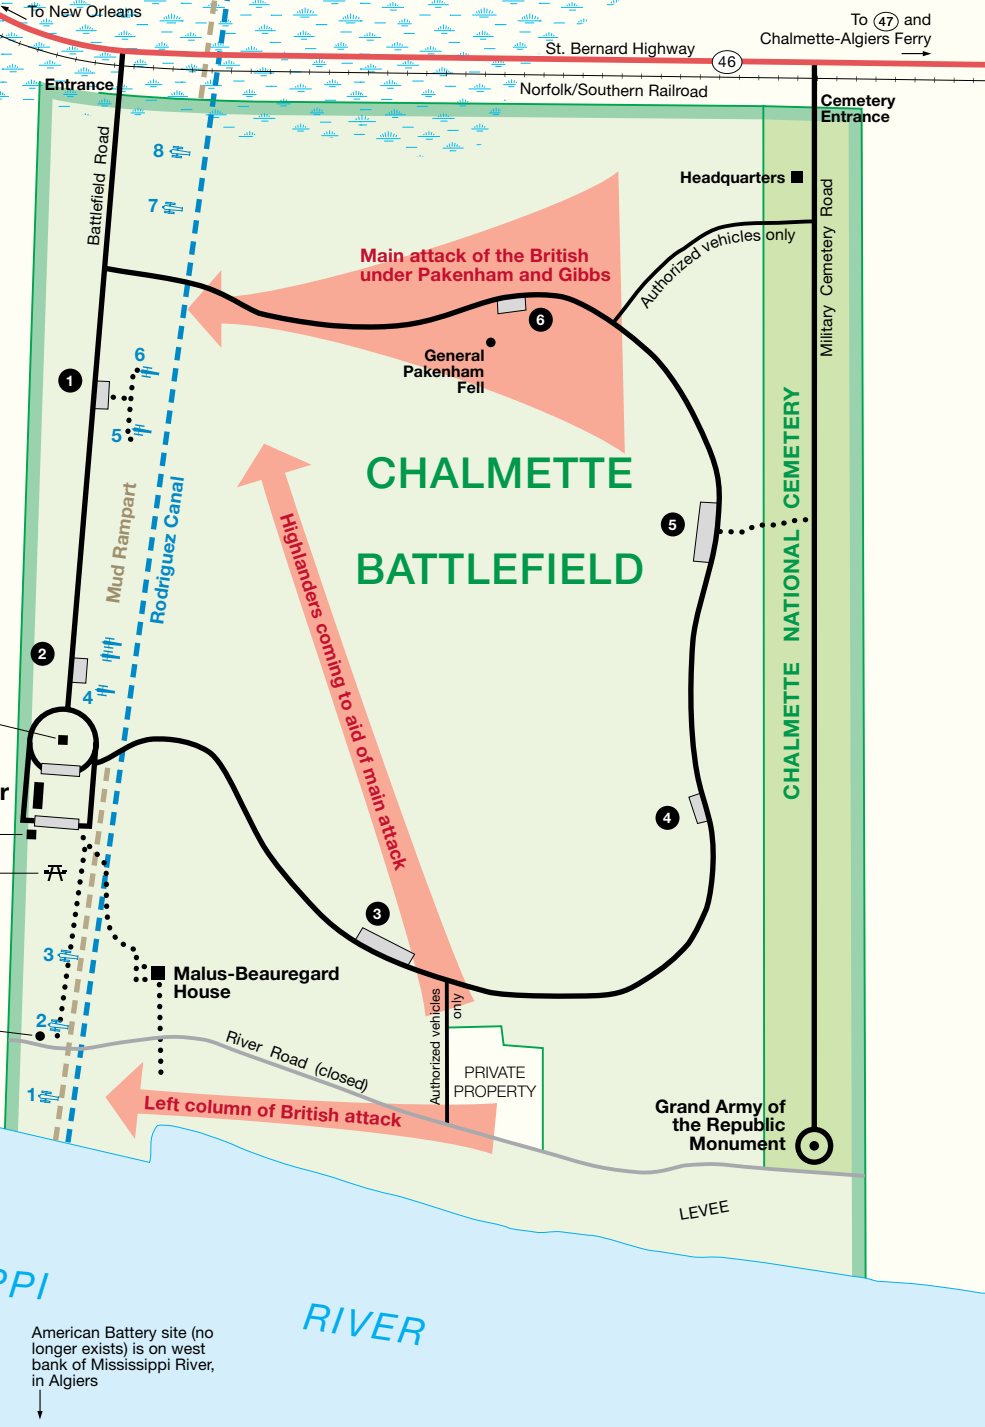 To New Orleans
To 47 and
Chalmette-Algiers Ferry
St. Bernard Highway
46
Norfolk/Southern Railroad
Entrance
Cemetery
Entrance
Battlefield Road
8
7
Headquarters
Military Cemetery Road
Authorized vehicles only
Main attack of the British
under Pakenham and Gibbs
6
General
Pakenham
Fell
6
1
5
CHALMETTE
BATTLEFIELD
CHALMETTE NATIONAL CEMETERY
5
Mud Rampart
Rodriguez Canal
Highlanders coming to aid of main attack
2
4
r
4
3
3
Malus-Beauregard
House
2
Authorized vehicles
only
River Road (closed)
PRIVATE
PROPERTY
1
Left column of British attack
Grand Army of
the Republic
Monument
LEVEE
PPI
RIVER
American Battery site (no
longer exists) is on west
bank of Mississippi River,
in Algiers